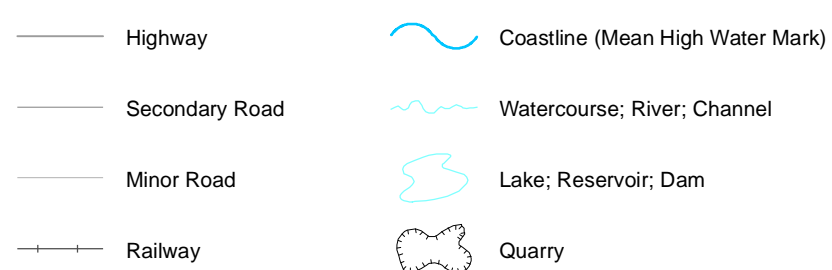 Highway
Coastline (Mean High Water Mark)
Secondary Road
Watercourse; River; Channel
Minor Road
Lake; Reservoir; Dam
Railway
Quarry